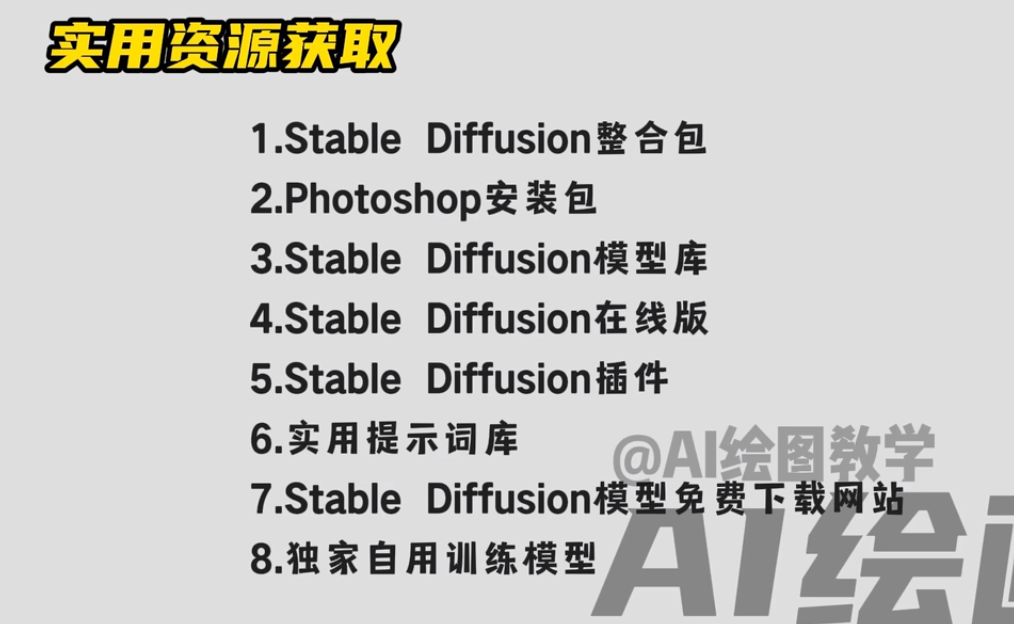 实用资源获取
1.Stable Diffusion整合包
2.Photoshop安装包
3.Stable Diffusion模型库
4.Stable Diffusion在线版
5.Stable Diffusion插件
6.实用提示词库
@AI绘图教学
7.Stable Diffusion模型免费下载网站
8.独家自用训练模型
AI绘画